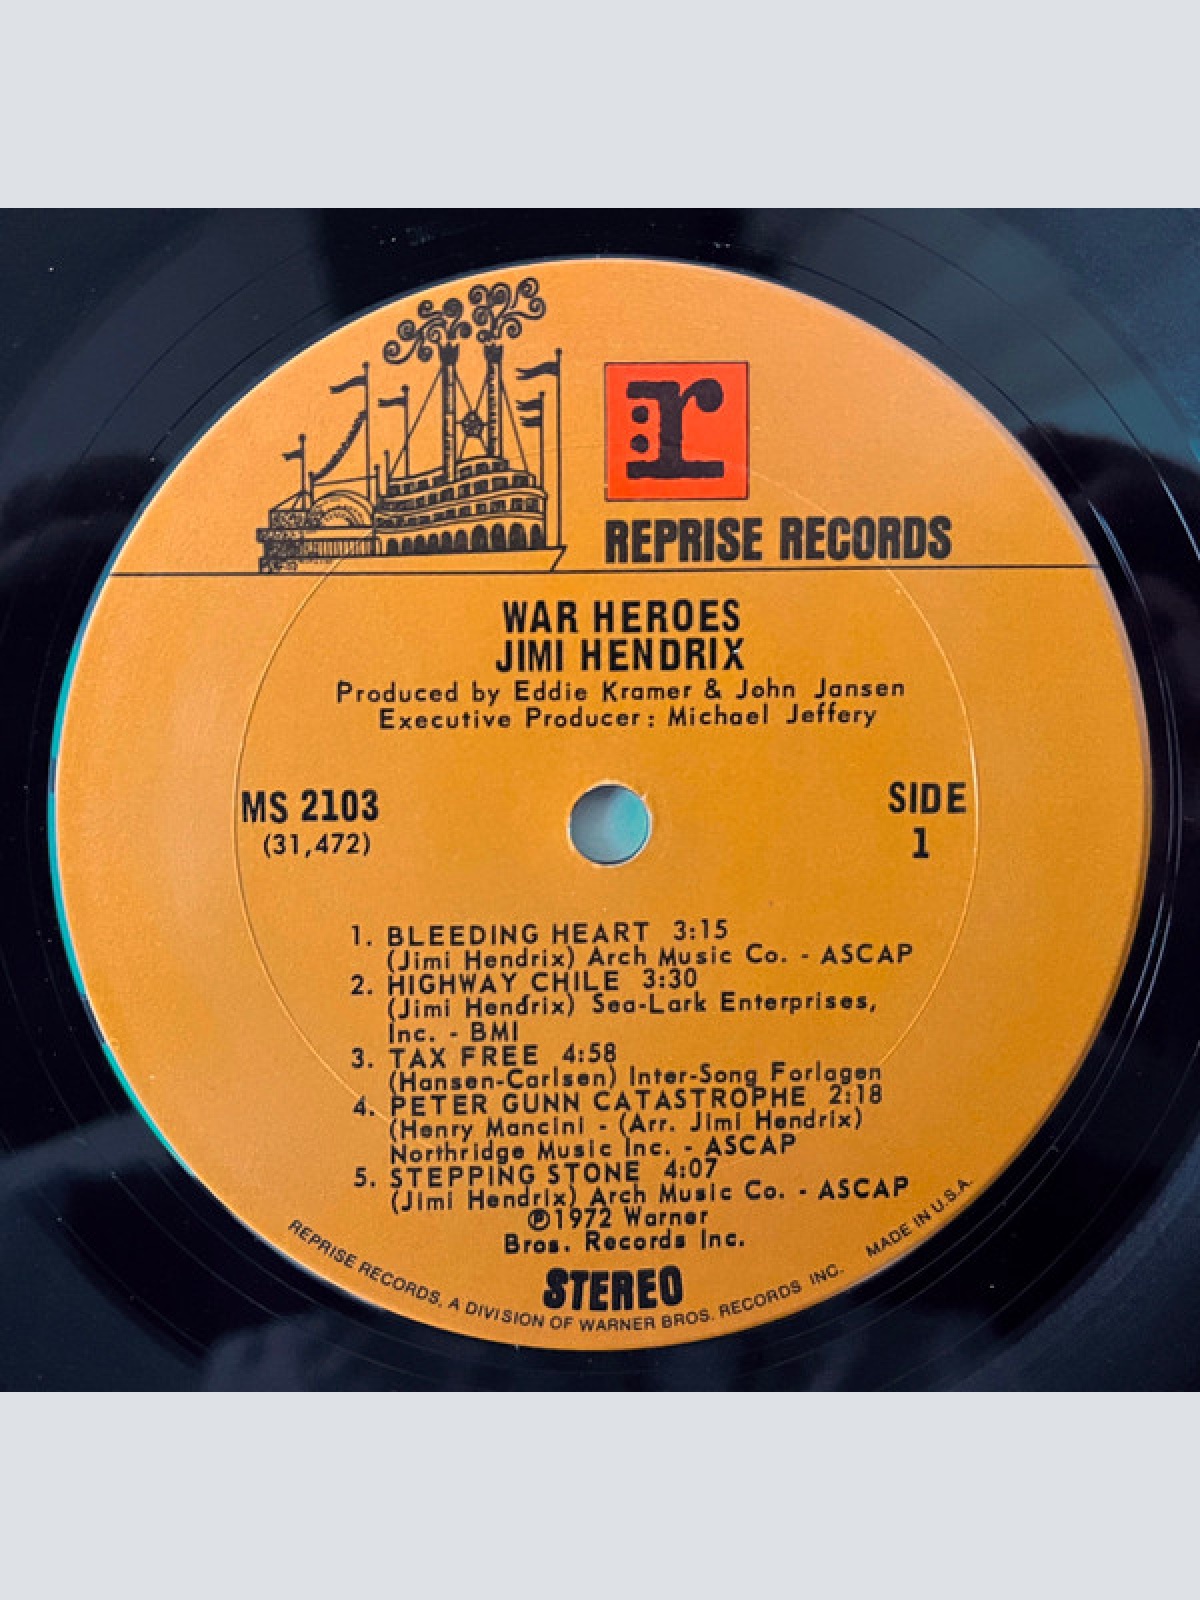 :r
REPRISE RECORDS
WAR HEROES
JIMI HENDRIX
Produced by Eddie Kramer & John Jansen
Executive Producer: Michael Jeffery
MS 2103
(31,472)
SIDE
1
1. BLEEDING HEART 3:15
(Jimi Hendrix) Arch Music Co. - ASCAP
2. HIGHWAY CHILE 3:30
(Jimi Hendrix) Sea-Lark Enterprises,
Inc. - BMI
3. TAX FREE 4:58
(Hansen-Carlsen) Inter-Song Forlagen
4. PETER GUNN CATASTROPHE 2:18
(Henry Mancini - (Arr. Jimi Hendrix)
Northridge Music Inc. - ASCAP
5. STEPPING STONE 4:07
(Jimi Hendrix) Arch Music Co. - ASCAP
℗1972 Warner
Bros. Records Inc.
STEREO
REPRISE RECORDS, A DIVISION OF WARNER BROS. RECORDS INC. MADE IN U.S.A.